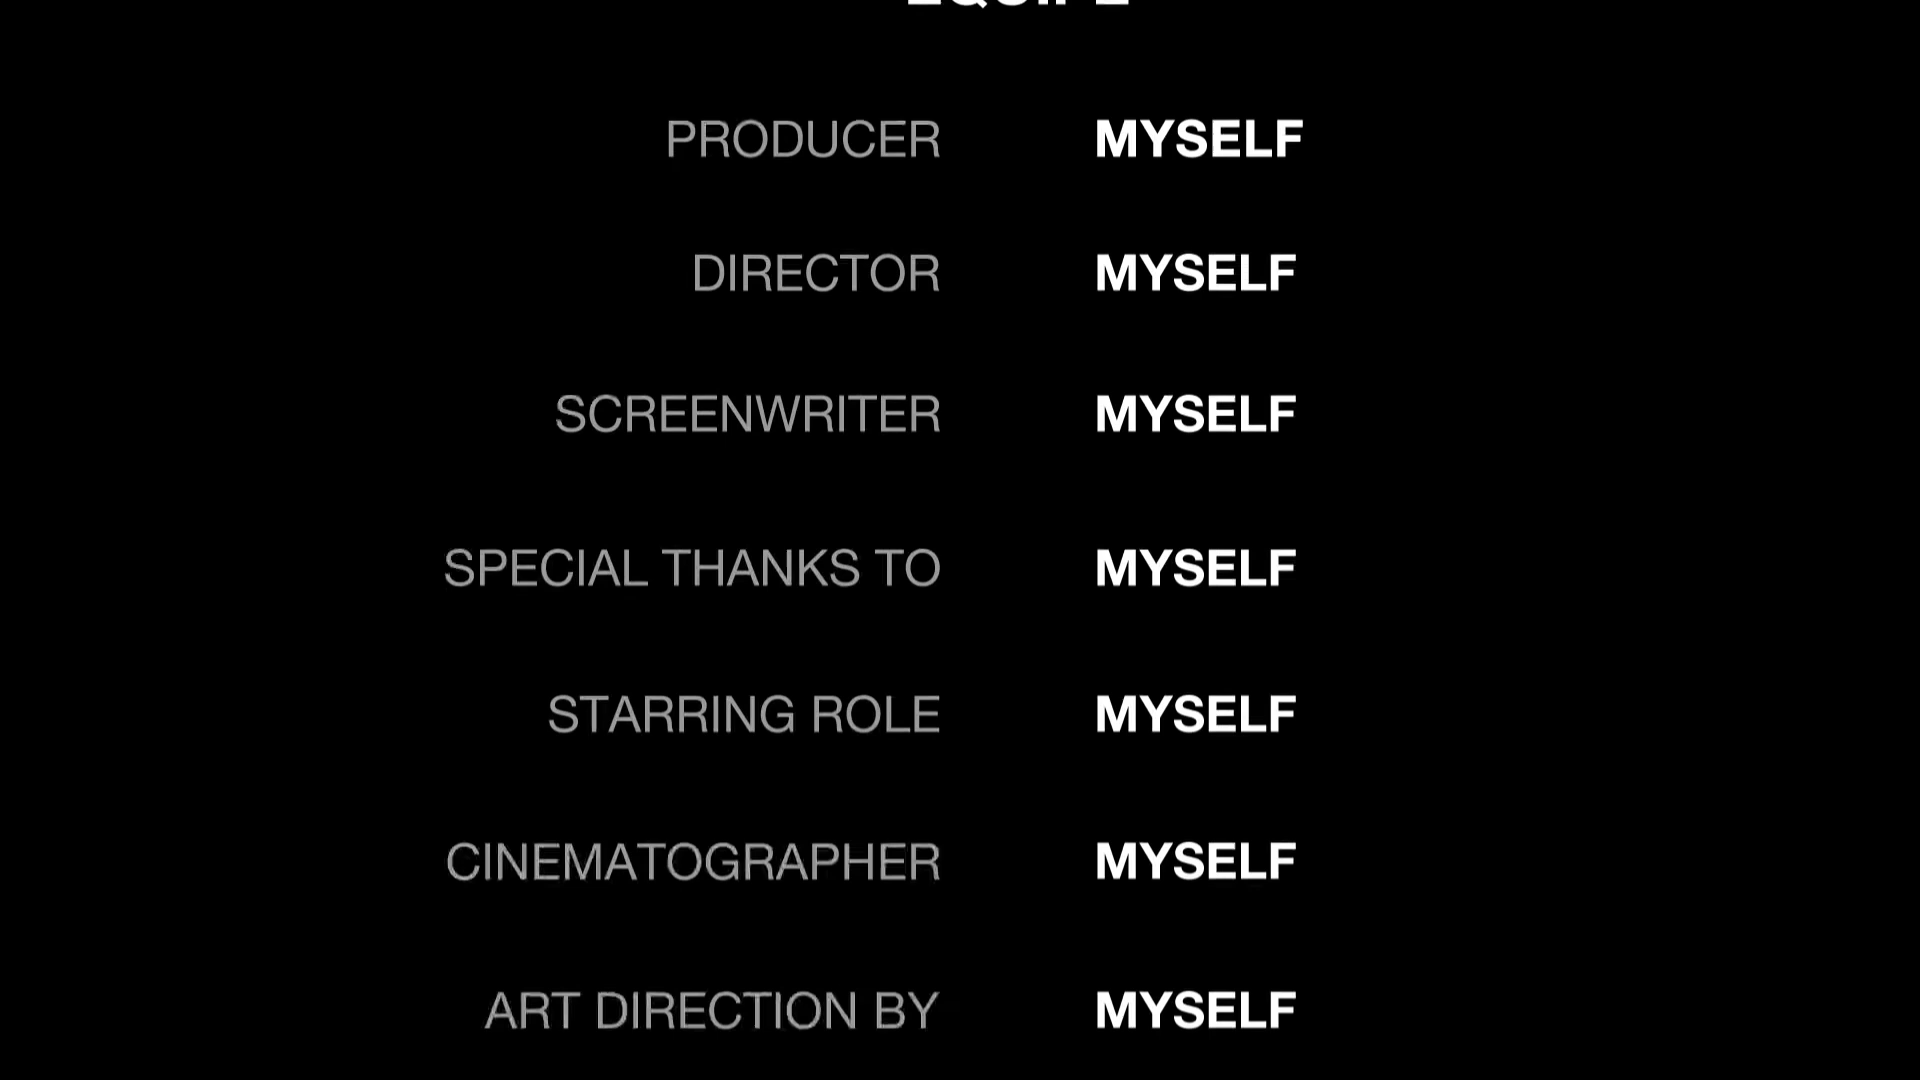 PRODUCER MYSELF
DIRECTOR MYSELF
SCREENWRITER MYSELF
SPECIAL THANKS TO MYSELF
STARRING ROLE MYSELF
CINEMATOGRAPHER MYSELF
ART DIRECTION BY MYSELF